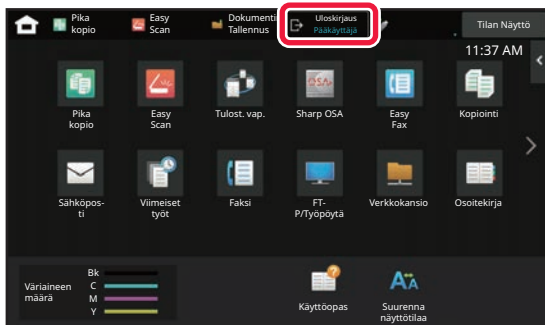 Pika
kopio
Easy
Scan
Dokumenti
Tallennus
Uloskirjaus
Pääkäyttäjä
Tilan Näyttö
11:37 AM
Pika
kopio
Easy
Scan
Tulost. vap.
Sharp OSA
Easy
Fax
Kopiointi
Sähköpos-
ti
Viimeiset
työt
Faksi
FT-
P/Työpöytä
Verkkokansio
Osoitekirja
Väriaineen
määrä
Bk
C
M
Y
Käyttöopas
Suurenna
näyttötilaa